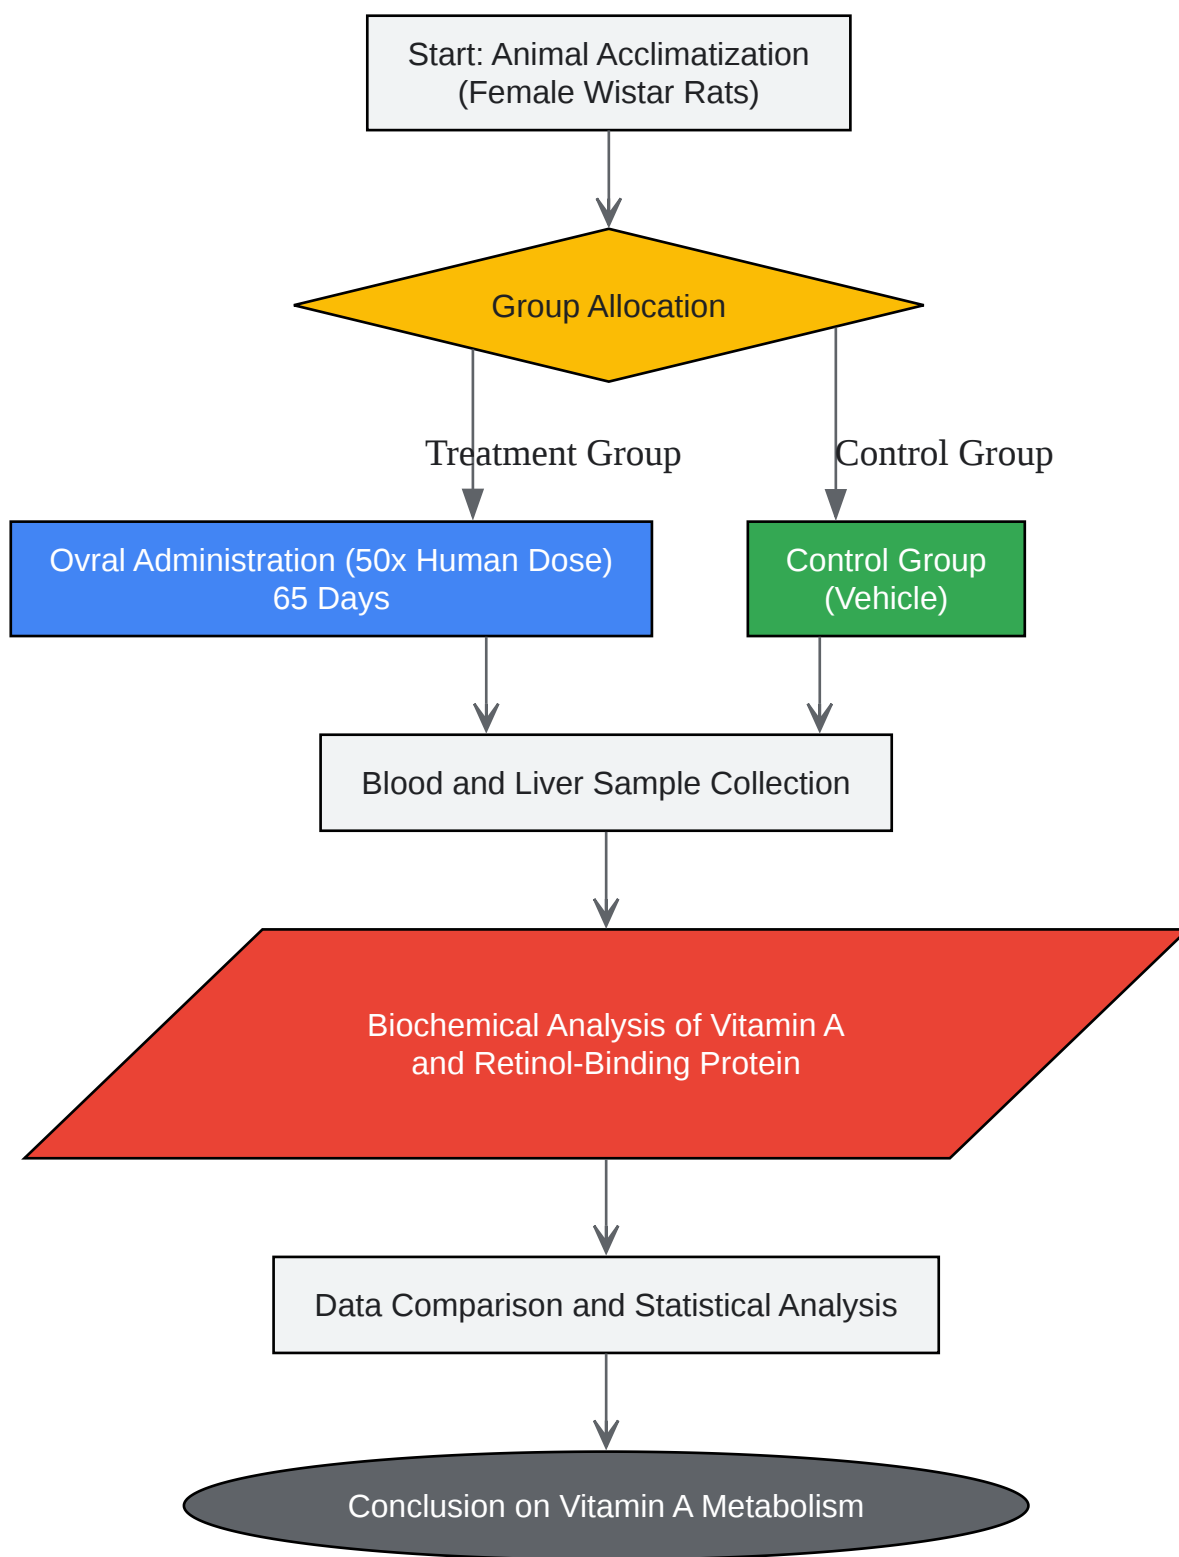 Start: Animal Acclimatization
(Female Wistar Rats)
Group Allocation
Treatment Group
Control Group
Ovral Administration (50x Human Dose)
65 Days
Control Group
(Vehicle)
Blood and Liver Sample Collection
Biochemical Analysis of Vitamin A
and Retinol-Binding Protein
Data Comparison and Statistical Analysis
Conclusion on Vitamin A Metabolism